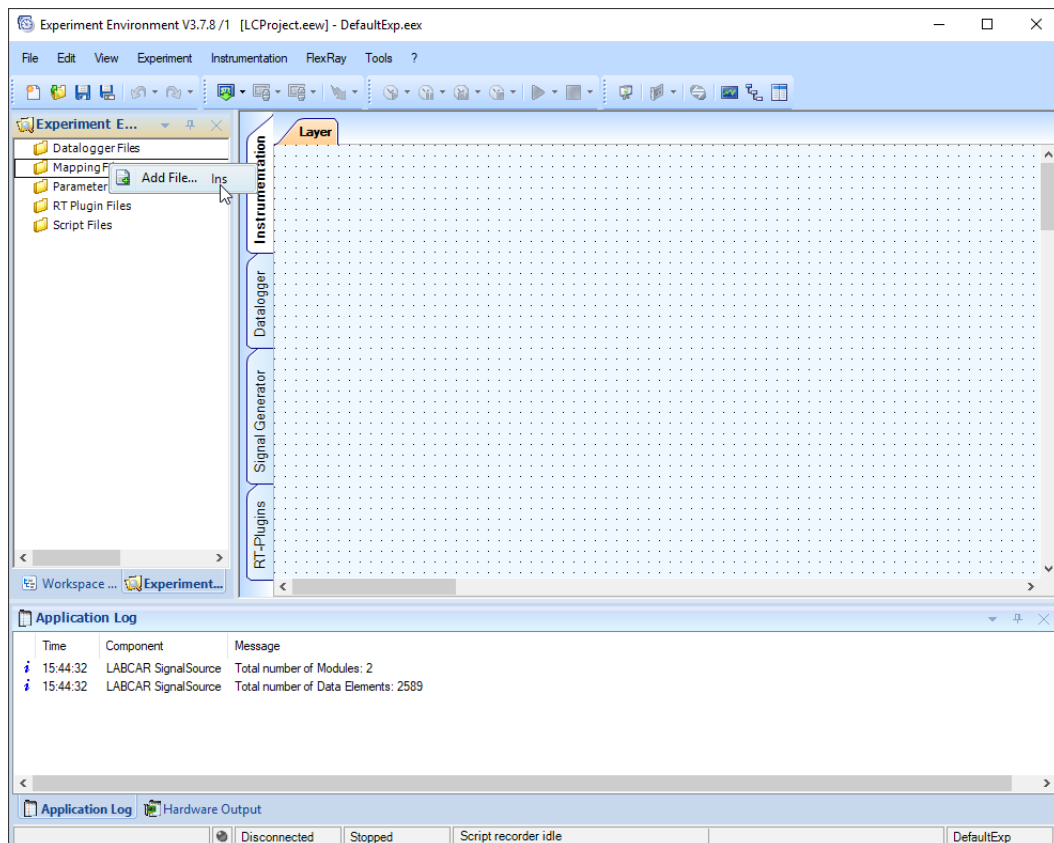 Experiment Environment V3.7.8 /1 [LCProject.eew] - DefaultExp.eex
File Edit View Experiment Instrumentation FlexRay Tools ?
Experiment E...
Datalogger Files
Mapping F
Add File... Ins
Parameter
RT Plugin Files
Script Files
Layer
Instrumentation
Datalogger
Signal Generator
RT-Plugins
Workspace ... Experiment...
Application Log
Time Component Message
i 15:44:32 LABCAR SignalSource Total number of Modules: 2
i 15:44:32 LABCAR SignalSource Total number of Data Elements: 2589
Application Log Hardware Output
Disconnected Stopped Script recorder idle DefaultExp